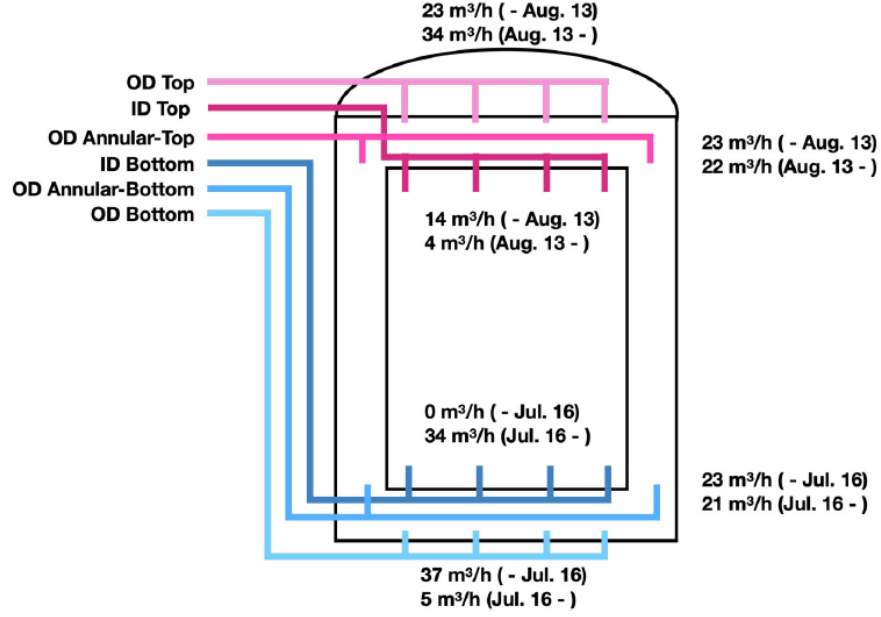 23 m³/h ( - Aug. 13)
34 m³/h (Aug. 13 - )
OD Top
ID Top
OD Annular-Top
ID Bottom
OD Annular-Bottom
OD Bottom
23 m³/h ( - Aug. 13)
22 m³/h (Aug. 13 - )
14 m³/h ( - Aug. 13)
4 m³/h (Aug. 13 - )
0 m³/h ( - Jul. 16)
34 m³/h (Jul. 16 - )
23 m³/h ( - Jul. 16)
21 m³/h (Jul. 16 - )
37 m³/h ( - Jul. 16)
5 m³/h (Jul. 16 - )